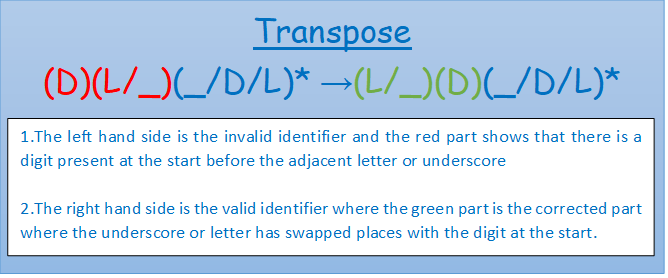 Transpose
(D)(L/_)(_/D/L)* →(L/_)(D)(_/D/L)*
1.The left hand side is the invalid identifier and the red part shows that there is a
digit present at the start before the adjacent letter or underscore
2.The right hand side is the valid identifier where the green part is the corrected part
where the underscore or letter has swapped places with the digit at the start.